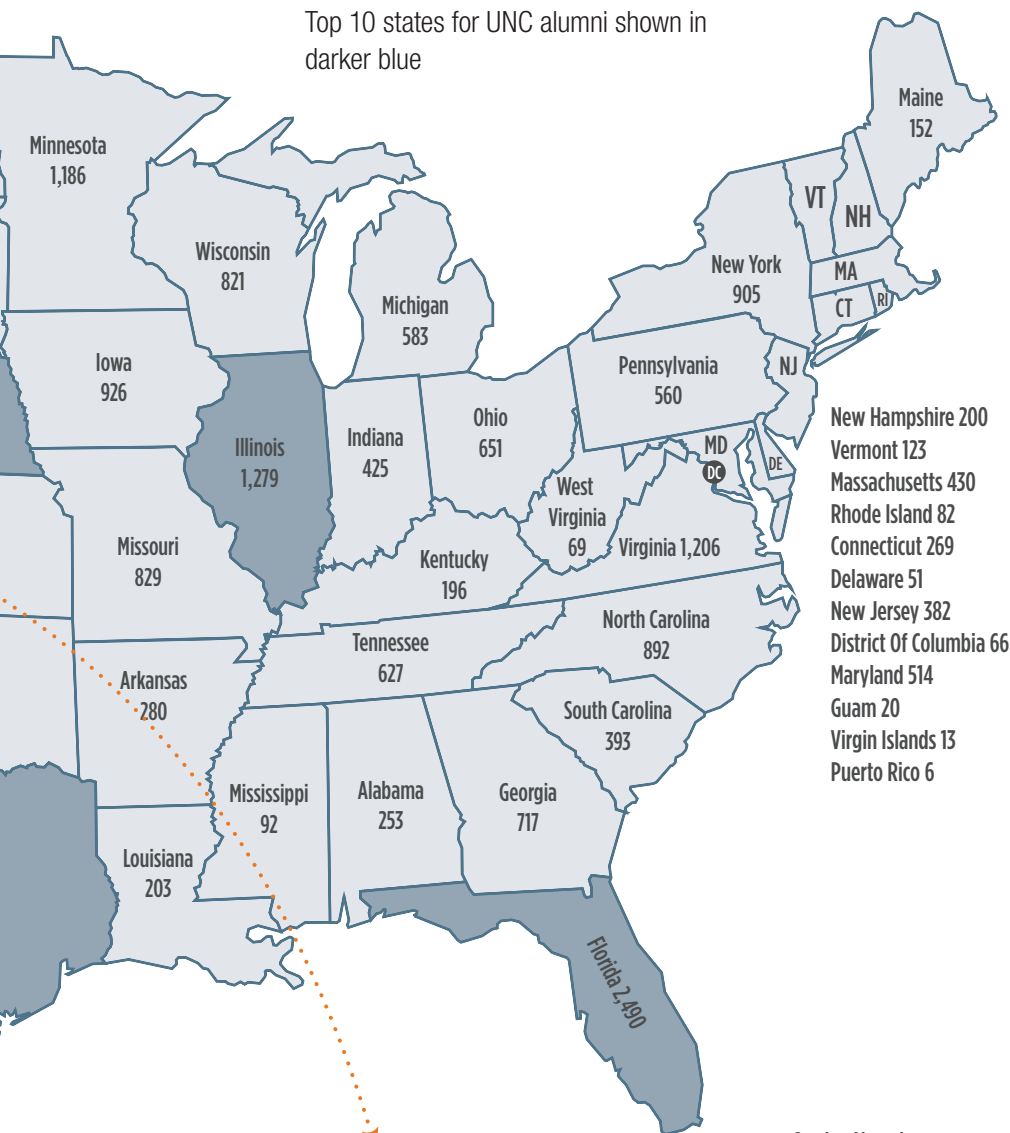 Top 10 states for UNC alumni shown in
darker blue
Maine
152
Minnesota
1,186
VT
NH
Wisconsin
821
New York
905
MA
Michigan
583
CT
RI
Iowa
926
Pennsylvania
560
NJ
Illinois
1,279
Indiana
425
Ohio
651
MD
DC
DE
West
Virginia
69
Virginia 1,206
Missouri
829
Kentucky
196
North Carolina
892
Tennessee
627
Arkansas
280
South Carolina
393
Mississippi
92
Alabama
253
Georgia
717
Louisiana
203
Florida 2,490
New Hampshire 200
Vermont 123
Massachusetts 430
Rhode Island 82
Connecticut 269
Delaware 51
New Jersey 382
District Of Columbia 66
Maryland 514
Guam 20
Virgin Islands 13
Puerto Rico 6